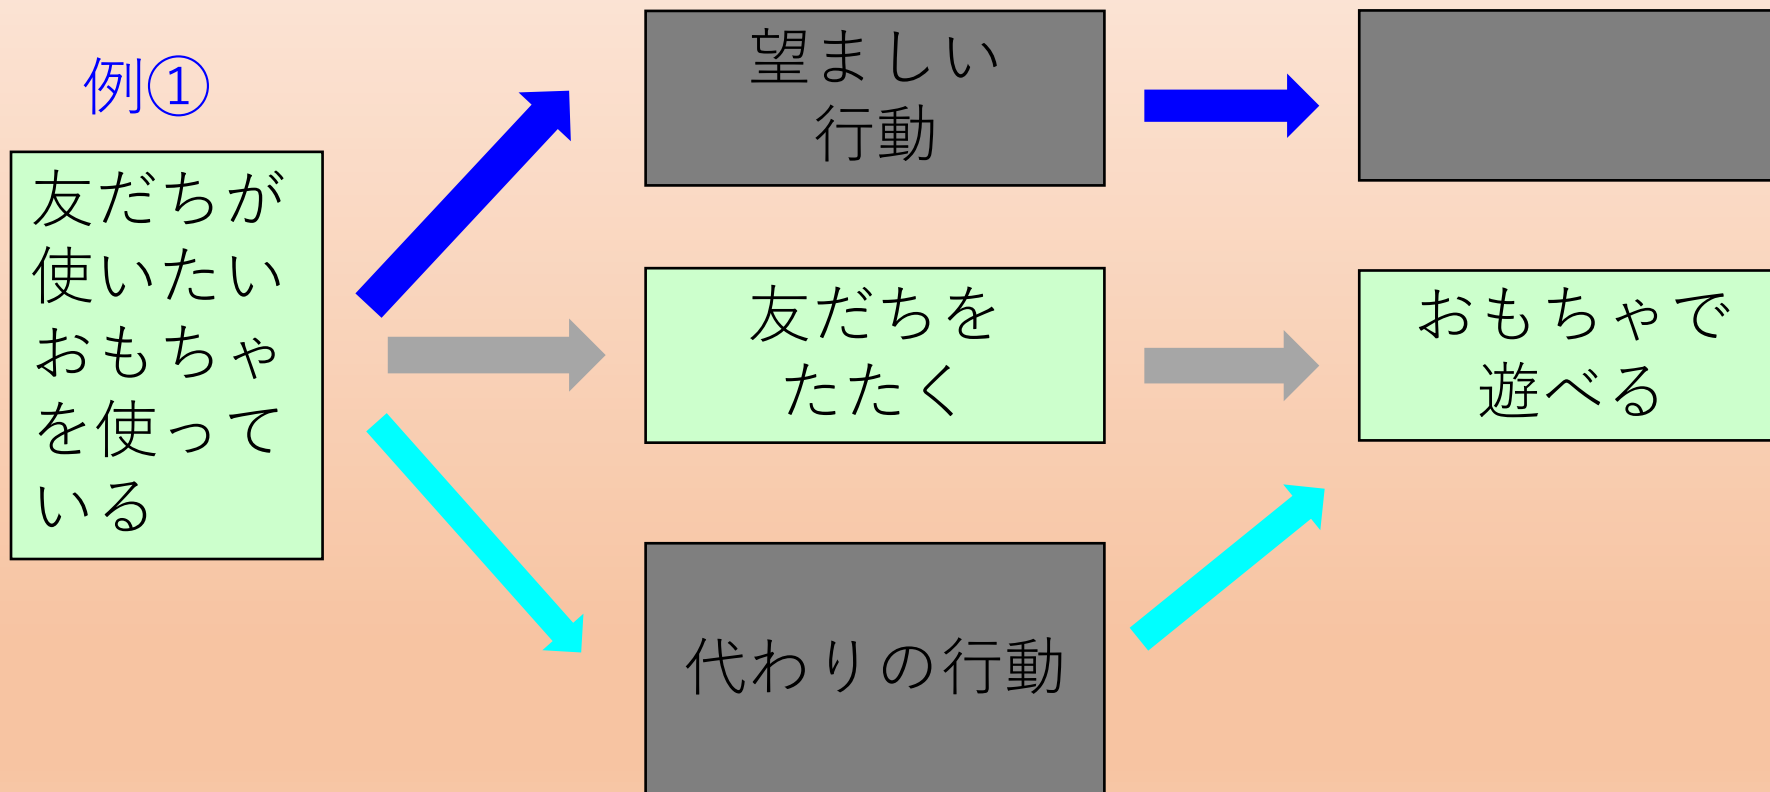 例①
友だちが
使いたい
おもちゃ
を使って
いる
望ましい
行動
友だちを
たたく
おもちゃで
遊べる
代わりの行動